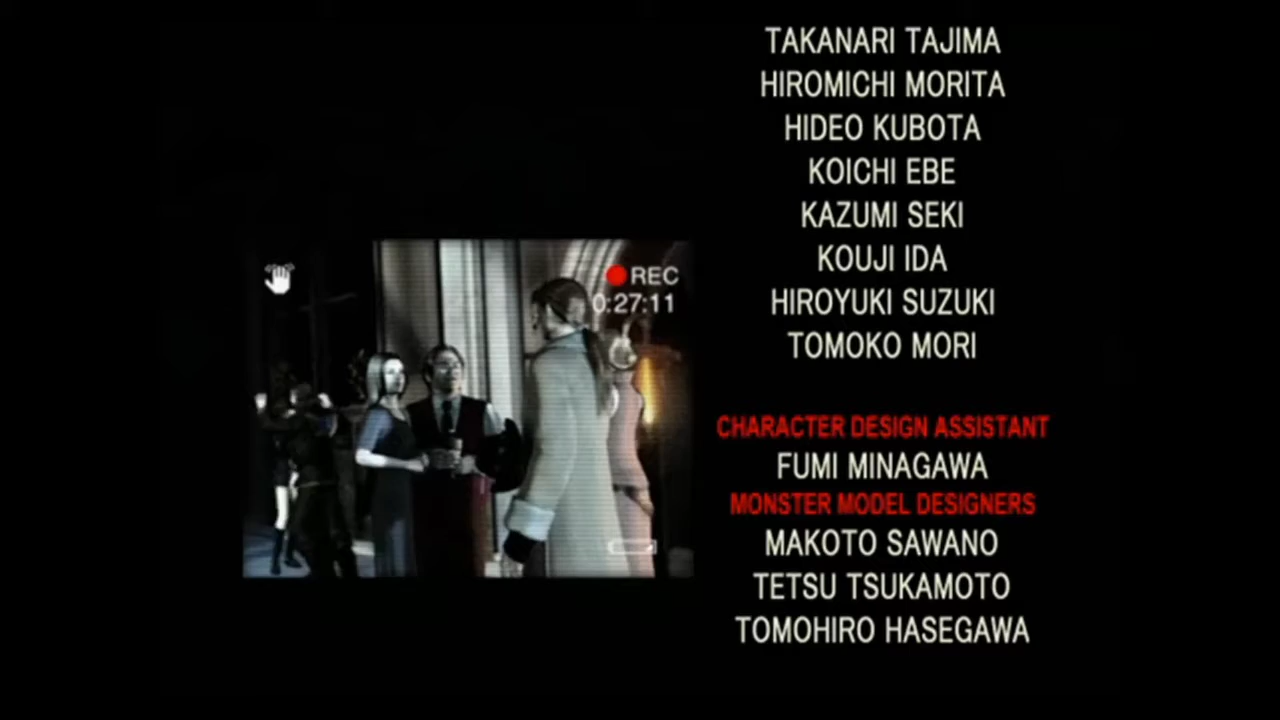 TAKANARI TAJIMA
HIROMICHI MORITA
HIDEO KUBOTA
KOICHI EBE
KAZUMI SEKI
KOUJI IDA
HIROYUKI SUZUKI
TOMOKO MORI
REC
0:27:11
CHARACTER DESIGN ASSISTANT
FUMI MINAGAWA
MONSTER MODEL DESIGNERS
MAKOTO SAWANO
TETSU TSUKAMOTO
TOMOHIRO HASEGAWA